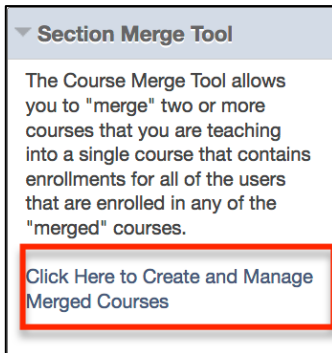 Section Merge Tool
The Course Merge Tool allows
you to "merge" two or more
courses that you are teaching
into a single course that contains
enrollments for all of the users
that are enrolled in any of the
"merged" courses.
Click Here to Create and Manage
Merged Courses